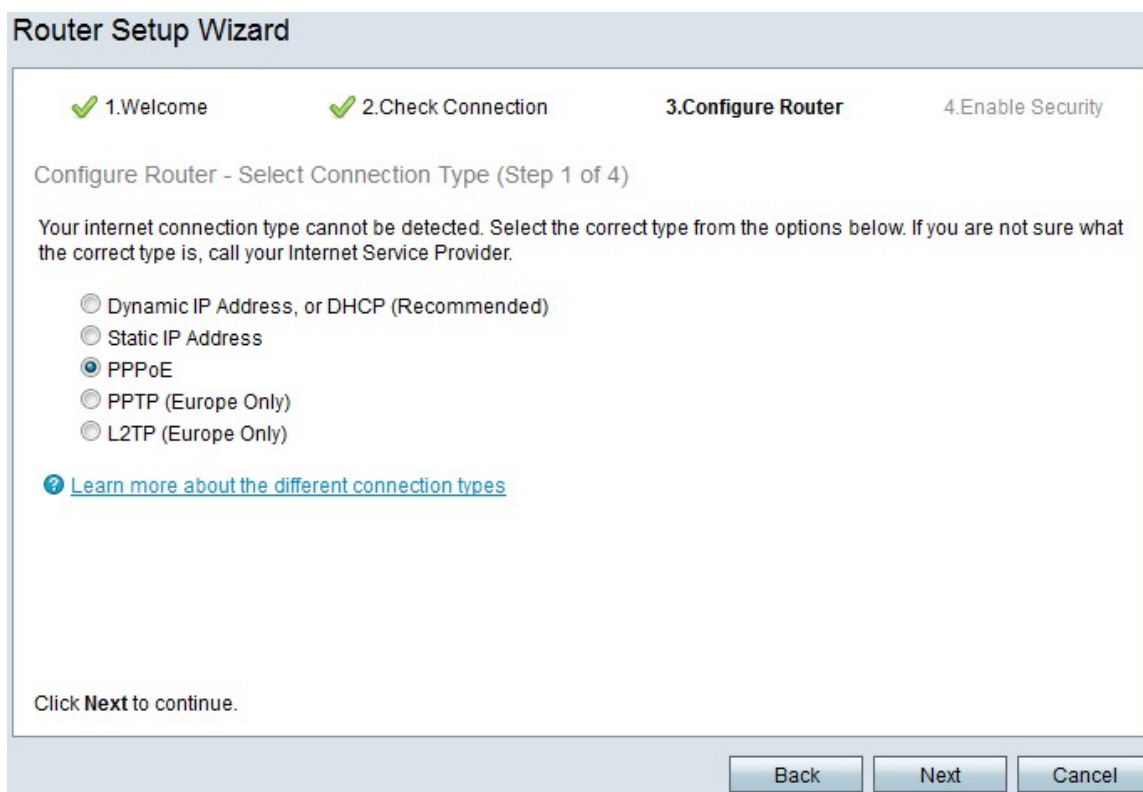 Router Setup Wizard
1.Welcome 2.Check Connection 3.Configure Router 4.Enable Security
Configure Router - Select Connection Type (Step 1 of 4)
Your internet connection type cannot be detected. Select the correct type from the options below. If you are not sure what
the correct type is, call your Internet Service Provider.
Dynamic IP Address, or DHCP (Recommended)
Static IP Address
PPPoE
PPTP (Europe Only)
L2TP (Europe Only)
? Learn more about the different connection types
Click Next to continue.
Back Next Cancel